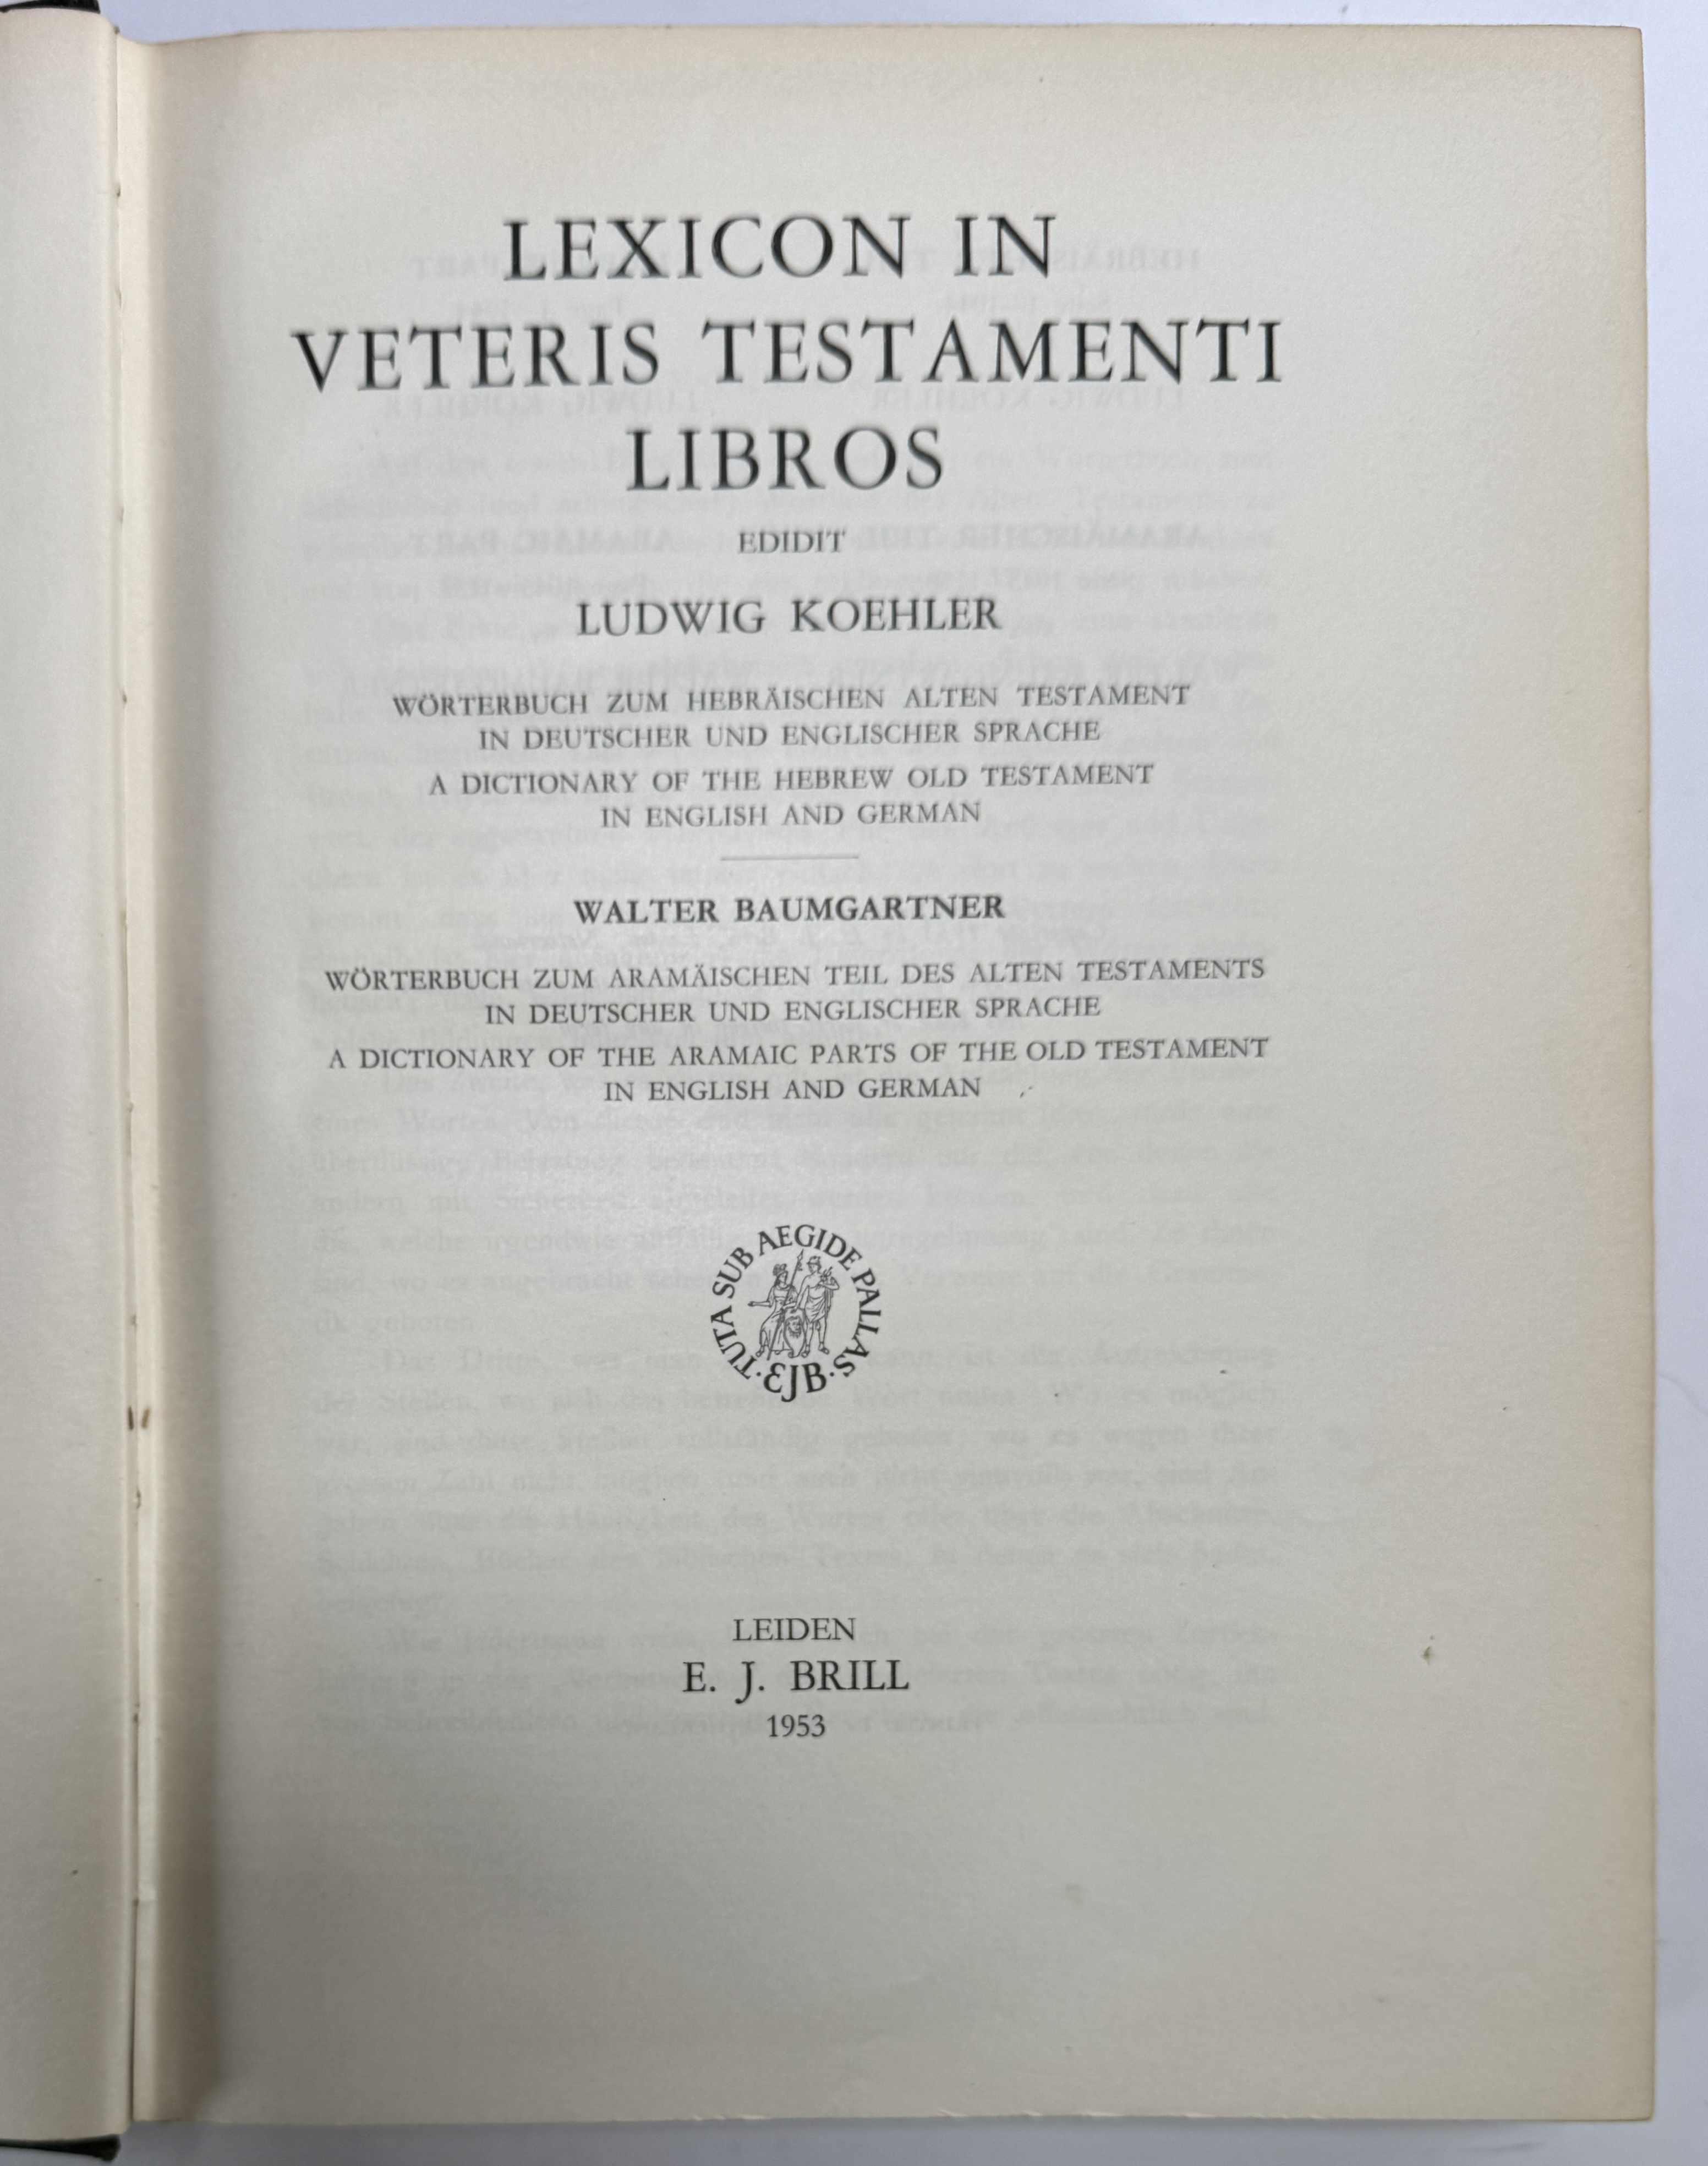 LEXICON IN
VETERIS TESTAMENTI
LIBROS
EDIDIT
LUDWIG KOEHLER
WÖRTERBUCH ZUM HEBRÄISCHEN ALTEN TESTAMENT
IN DEUTSCHER UND ENGLISCHER SPRACHE
A DICTIONARY OF THE HEBREW OLD TESTAMENT
IN ENGLISH AND GERMAN
WALTER BAUMGARTNER
WÖRTERBUCH ZUM ARAMÄISCHEN TEIL DES ALTEN TESTAMENTS
IN DEUTSCHER UND ENGLISCHER SPRACHE
A DICTIONARY OF THE ARAMAIC PARTS OF THE OLD TESTAMENT
IN ENGLISH AND GERMAN
TUTA SUB AEGIDE PALLAS
·EJB·
LEIDEN
E. J. BRILL
1953